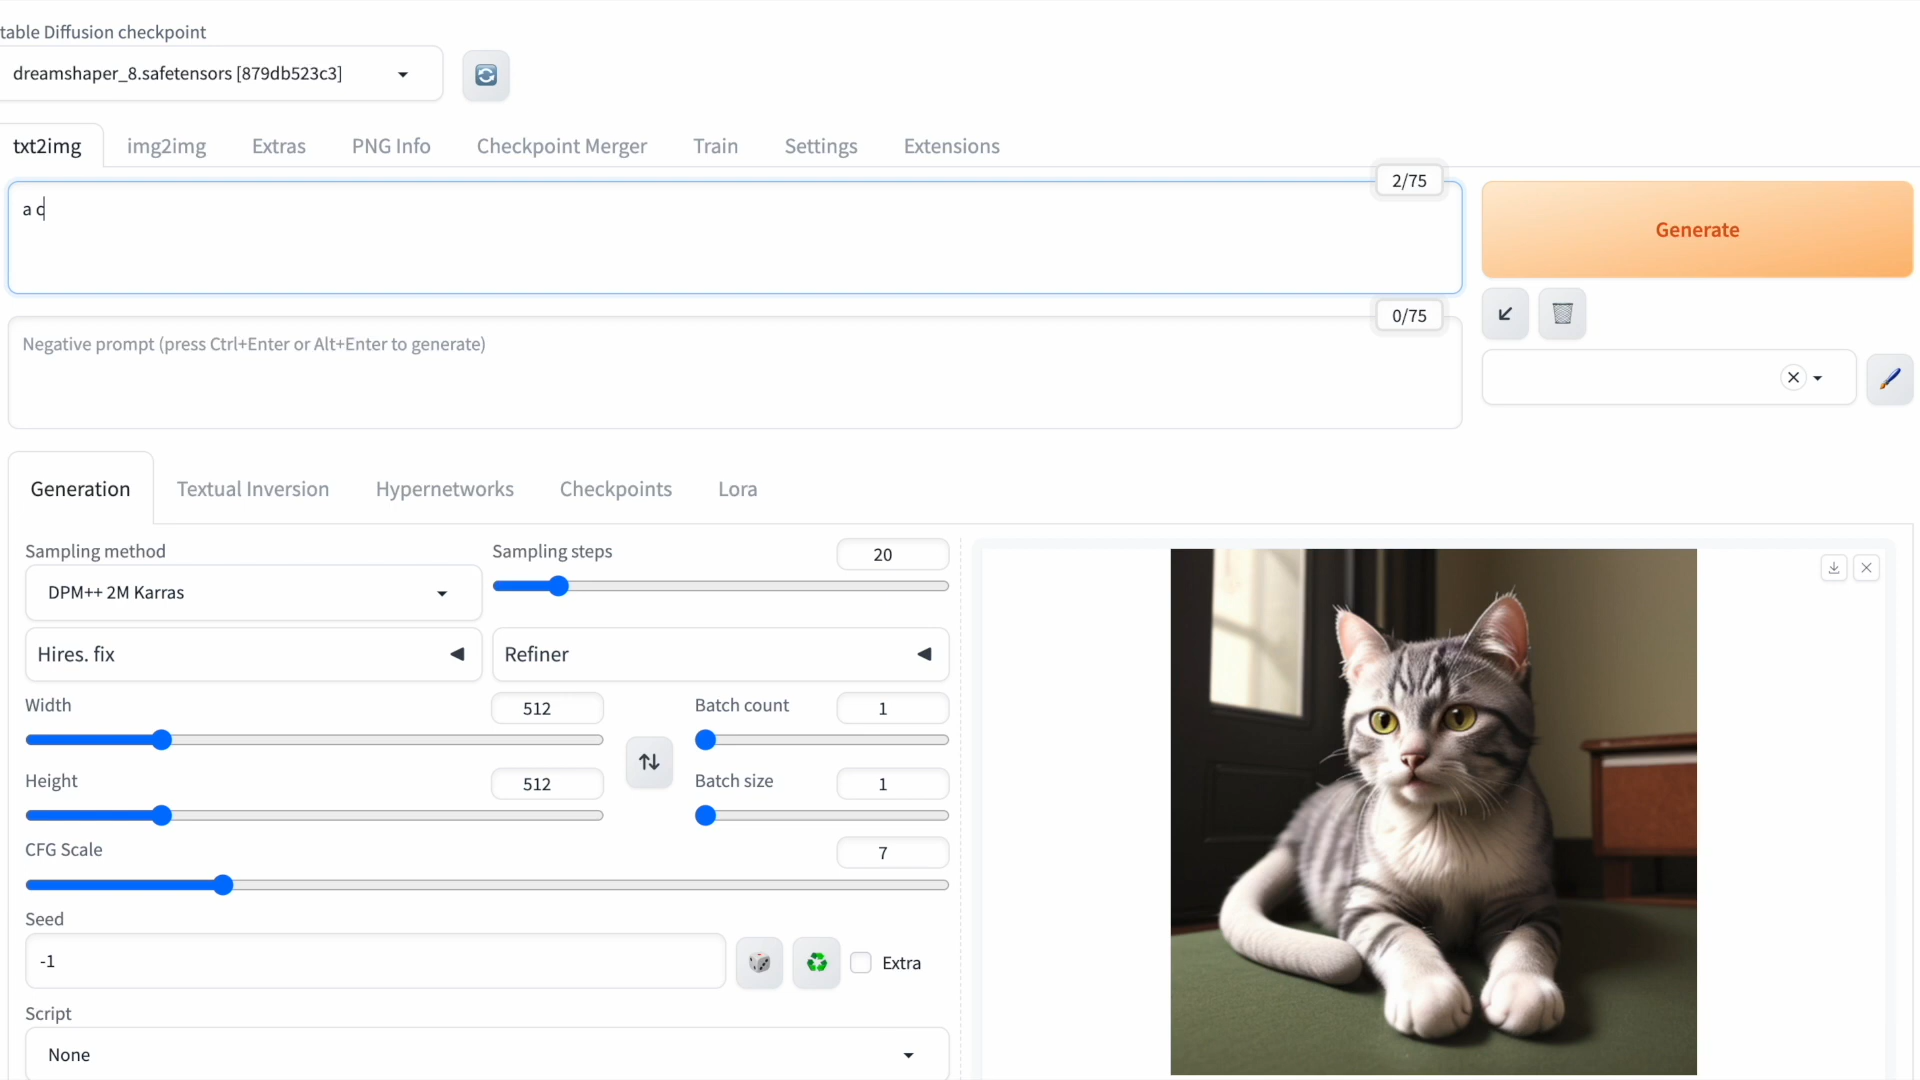 table Diffusion checkpoint
dreamshaper_8.safetensors [879db523c3]
txt2img img2img Extras PNG Info Checkpoint Merger Train Settings Extensions
2/75
a c
Generate
0/75
Negative prompt (press Ctrl+Enter or Alt+Enter to generate)
Generation Textual Inversion Hypernetworks Checkpoints Lora
Sampling method
DPM++ 2M Karras
Sampling steps 20
Hires. fix
Refiner
Width 512
Batch count 1
Height 512
Batch size 1
CFG Scale 7
Seed
-1
Extra
Script
None